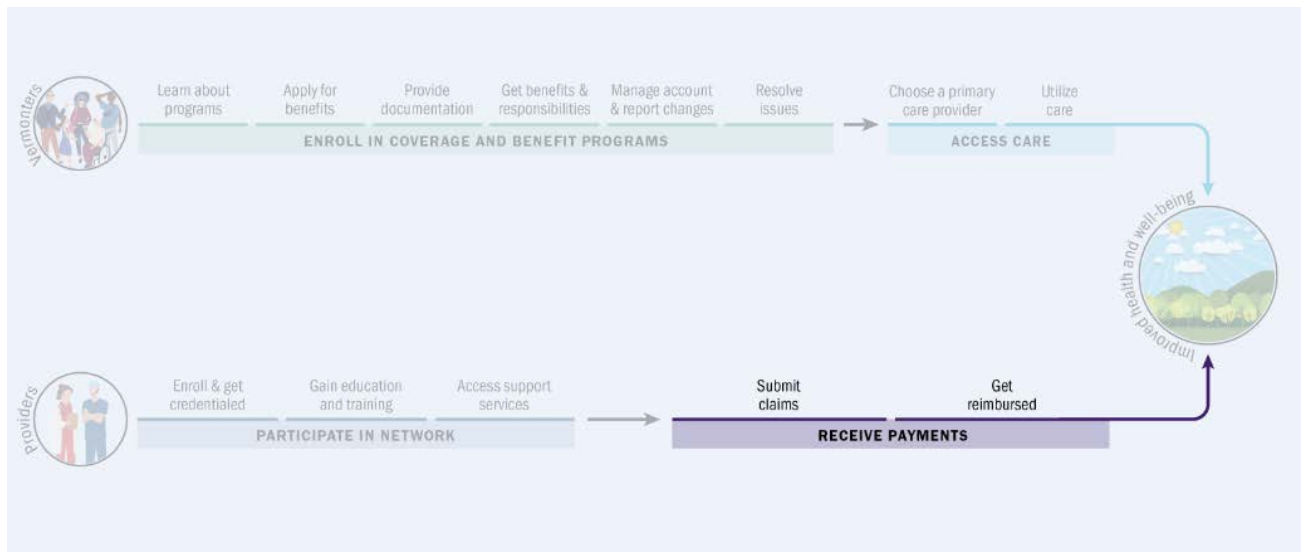 Vermonters
Learn about
programs
Apply for
benefits
Provide
documentation
Get benefits &
responsibilities
Manage account
& report changes
Resolve
issues
ENROLL IN COVERAGE AND BENEFIT PROGRAMS
Choose a primary
care provider
Utilize
care
ACCESS CARE
Improved health and well-being
Providers
Enroll & get
credentialed
Gain education
and training
Access support
services
PARTICIPATE IN NETWORK
Submit
claims
Get
reimbursed
RECEIVE PAYMENTS